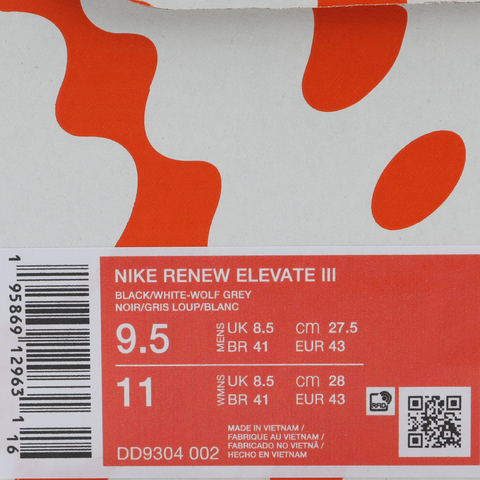 NIKE RENEW ELEVATE III
BLACK/WHITE-WOLF GREY
NOIR/GRIS LOUP/BLANC
9.5 MENS UK 8.5 cm 27.5
BR 41 EUR 43
11 WMNS UK 8.5 cm 28
BR 41 EUR 43
RFID
MADE IN VIETNAM /
FABRIQUE AU VIETNAM /
FABRICADO NO VIETNÃ /
HECHO EN VIETNAM
DD9304 002
1 95869 12963 1 16